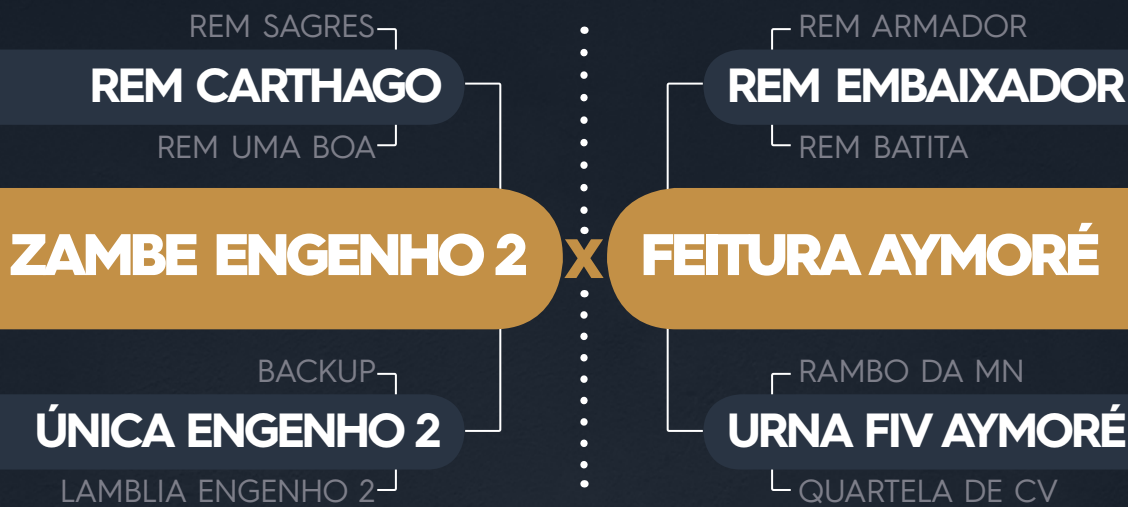 REM SAGRES
REM CARTHAGO
REM UMA BOA
ZAMBE ENGENHO 2
BACKUP
ÚNICA ENGENHO 2
LAMBLIA ENGENHO 2
X
REM ARMADOR
REM EMBAIXADOR
REM BATITA
FEITURA AYMORÉ
RAMBO DA MN
URNA FIV AYMORÉ
QUARTELA DE CV